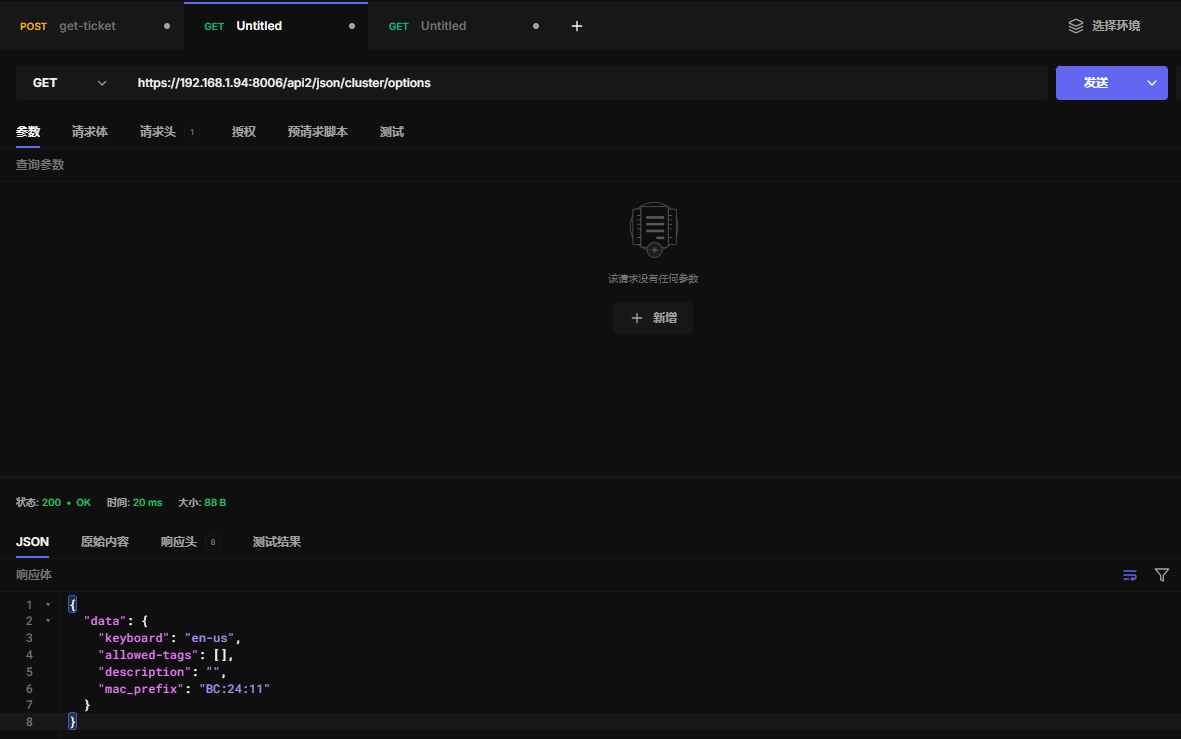 POST get-ticket GET Untitled GET Untitled 选择环境
GET https://192.168.1.94:8006/api2/json/cluster/options 发送
参数 请求体 请求头 1 授权 预请求脚本 测试
查询参数
该请求没有任何参数
新增
状态: 200 • OK 时间: 20 ms 大小: 88 B
JSON 原始内容 响应头 8 测试结果
响应体
1 {
2 "data": {
3 "keyboard": "en-us",
4 "allowed-tags": [],
5 "description": "",
6 "mac_prefix": "BC:24:11"
7 }
8 }